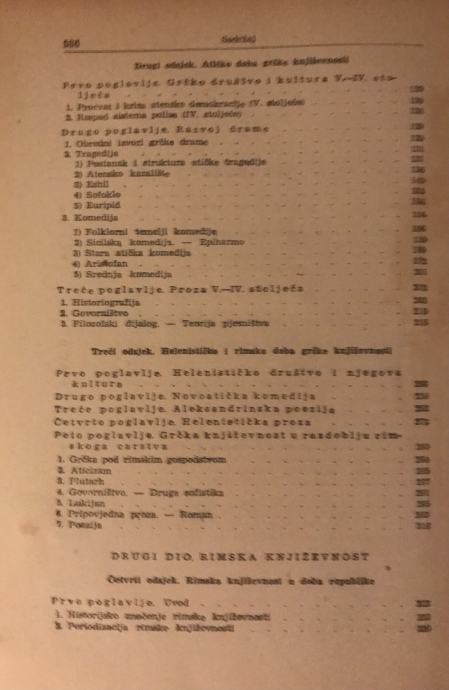 Sadržaj
Drugi odsjek. Atičko doba grčke književnosti
Prvo poglavlje. Grčko društvo i kultura V.—IV. sto-
ljeća
1. Procvat i kriza atenske demokracije (V. stoljeće)
2. Raspad sistema polisa (IV. stoljeće)
Drugo poglavlje. Razvoj drame
1. Obredni izvori grčke drame
2. Tragedija
1) Postanak i struktura atičke tragedije
2) Atensko kazalište
3) Eshil
4) Sofoklo
5) Euripid
3. Komedija
1) Folklorni temelji komedije
2) Sicilska komedija. — Epiharmo
3) Stara atička komedija
4) Aristofan
5) Srednja komedija
Treće poglavlje. Proza V.—IV. stoljeća
1. Historiografija
2. Govorništvo
3. Filozofski dijalog. — Teorija pjesništva
Treći odsjek. Helenističko i rimsko doba grčke književnosti
Prvo poglavlje. Helenističko društvo i njegova
kultura
Drugo poglavlje. Novoatička komedija
Treće poglavlje. Aleksandrinska poezija
Četvrto poglavlje. Helenistička proza
Peto poglavlje. Grčka književnost u razdoblju rim-
skoga carstva
1. Grčka pod rimskim gospodstvom
2. Aticizam
3. Plutarh
4. Govorništvo. — Druga sofistika
5. Lukijan
6. Pripovjedna proza. — Roman
7. Poezija
DRUGI DIO. RIMSKA KNJIŽEVNOST
Četvrti odsjek. Rimska književnost u doba republike
Prvo poglavlje. Uvod
1. Historijsko značenje rimske književnosti
2. Periodizacija rimske književnosti